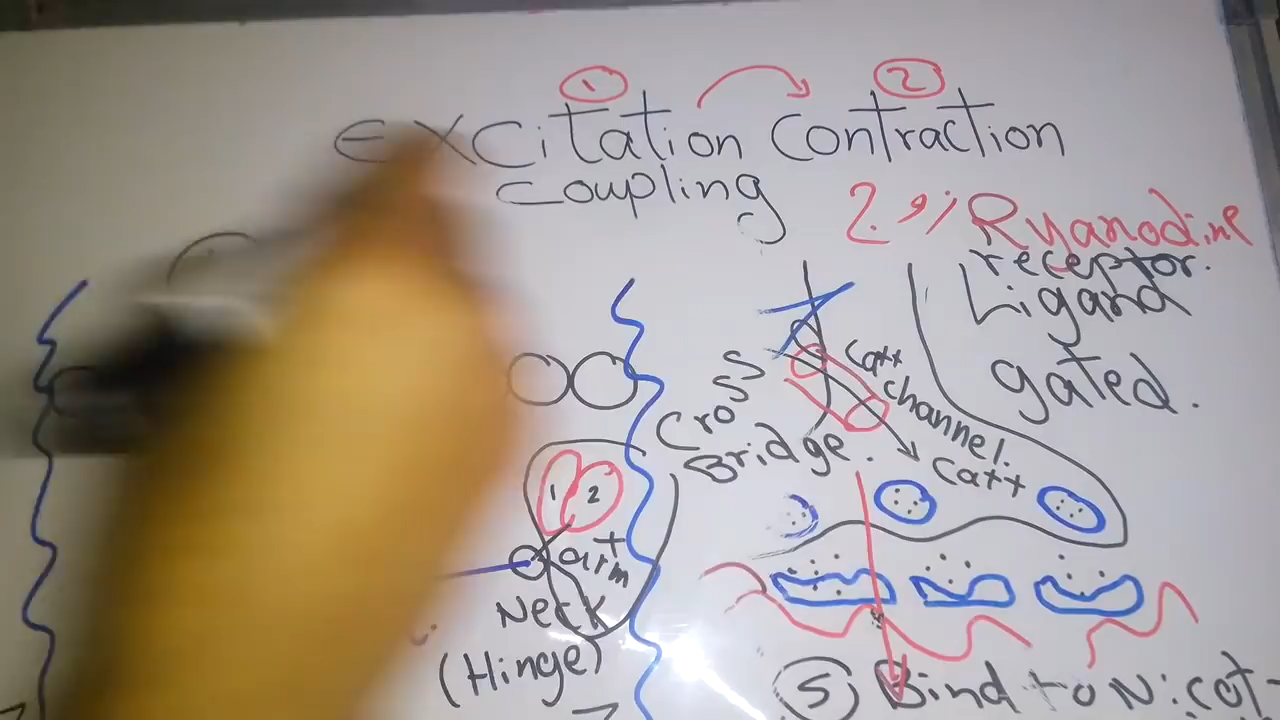 1 2
Excitation Contraction
coupling
2. Ryanodine
receptor.
Ligand
gated.
Ca++
channel.
Ca++
Cross
Bridge.
1 2
arm
Neck
(Hinge)
5 Bind to Nicot-